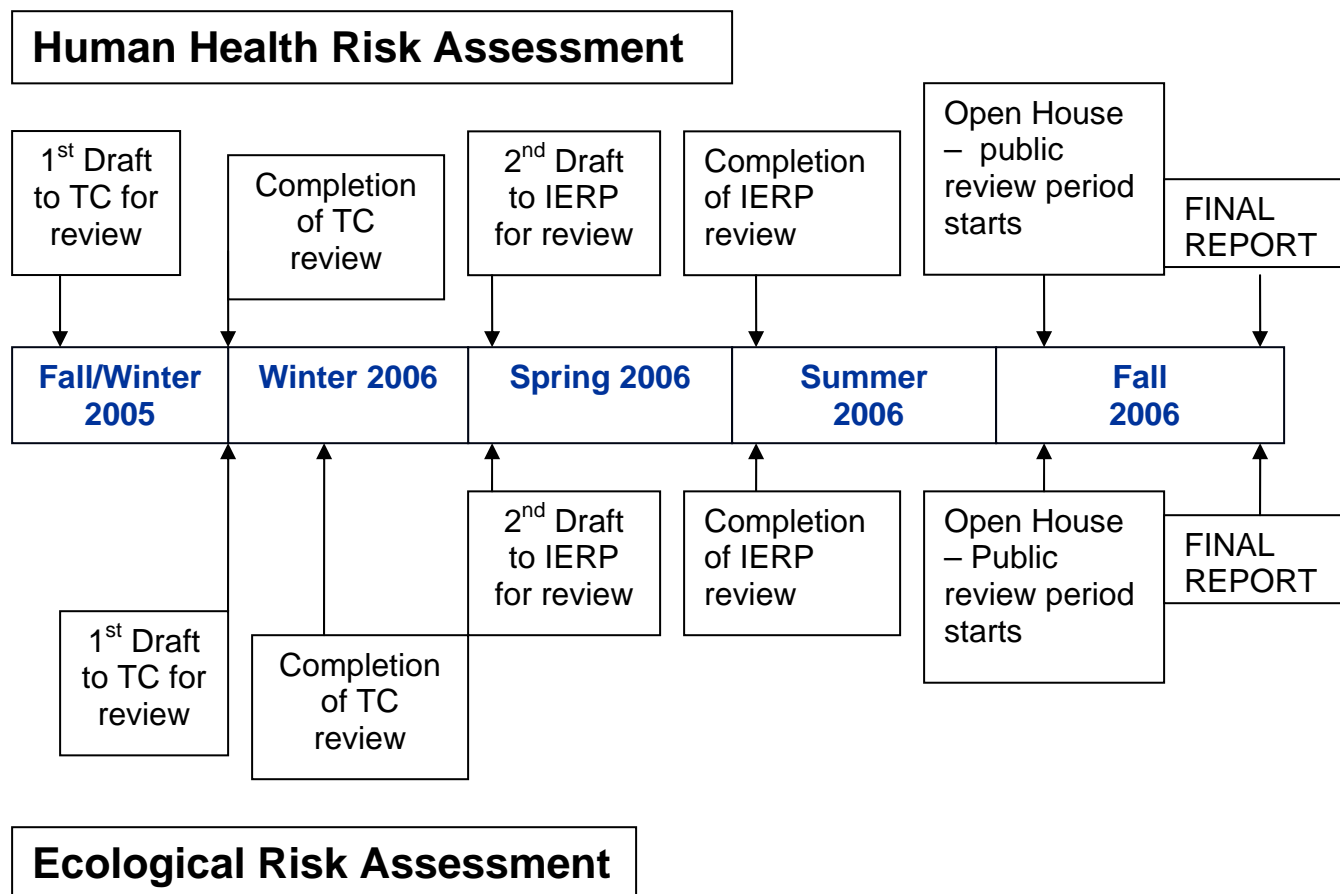 Human Health Risk Assessment
1st Draft
to TC for
review
Completion
of TC
review
2nd Draft
to IERP
for review
Completion
of IERP
review
Open House
– public
review period
starts
FINAL
REPORT
Fall/Winter
2005
Winter 2006
Spring 2006
Summer
2006
Fall
2006
1st Draft
to TC for
review
Completion
of TC
review
2nd Draft
to IERP
for review
Completion
of IERP
review
Open House
– Public
review period
starts
FINAL
REPORT
Ecological Risk Assessment